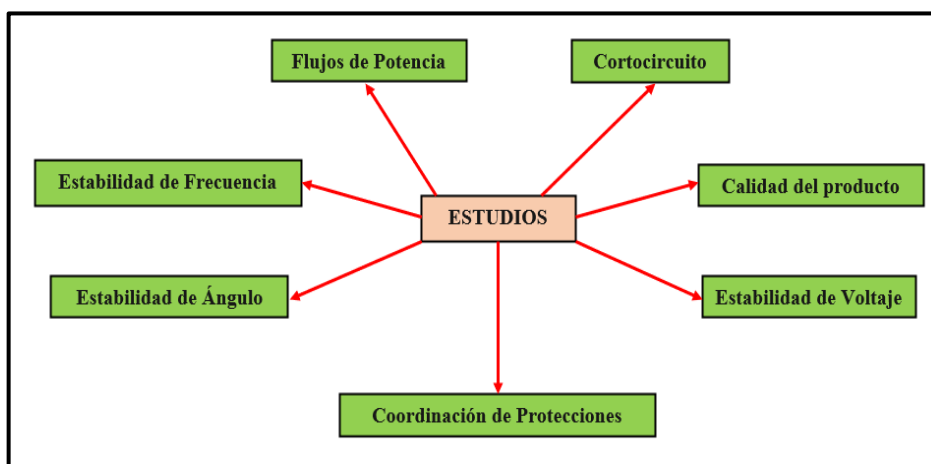 Flujos de Potencia
Cortocircuito
Estabilidad de Frecuencia
Calidad del producto
ESTUDIOS
Estabilidad de Ángulo
Estabilidad de Voltaje
Coordinación de Protecciones